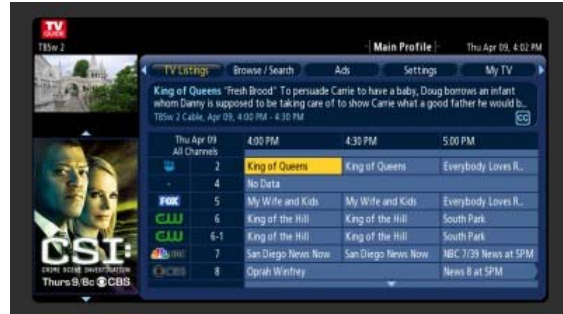 TV
GUIDE
TBSw 2
Main Profile
Thu Apr 09, 4:02 PM
TV Listings Browse / Search Ads Settings My TV
King of Queens "Fresh Brood" To persuade Carrie to have a baby, Doug borrows an infant
whom Danny is supposed to be taking care of to show Carrie what a good father he would b...
TBSw 2 Cable, Apr 09, 4:00 PM - 4:30 PM
CC
Thu Apr 09 4:00 PM 4:30 PM 5:00 PM
All Channels
2 King of Queens King of Queens Everybody Loves R...
- 4 No Data
FOX 5 My Wife and Kids My Wife and Kids Everybody Loves R...
CW 6 King of the Hill King of the Hill South Park
CW 6-1 King of the Hill King of the Hill South Park
NBC 7 San Diego News Now San Diego News Now NBC 7/39 News at 5PM
CBS 8 Oprah Winfrey News 8 at 5PM
CSI:
CRIME SCENE INVESTIGATION
Thurs 9/8c CBS